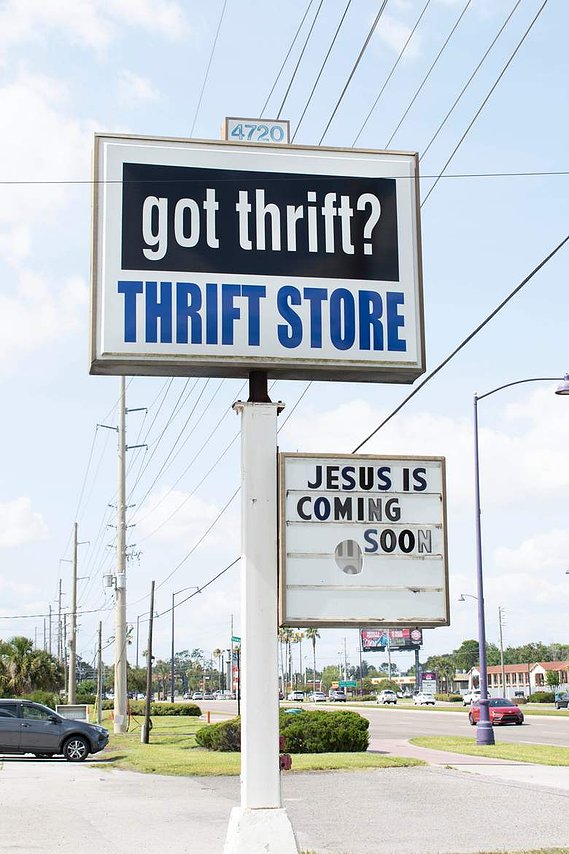 4720
got thrift?
THRIFT STORE
JESUS IS
COMING
SOON